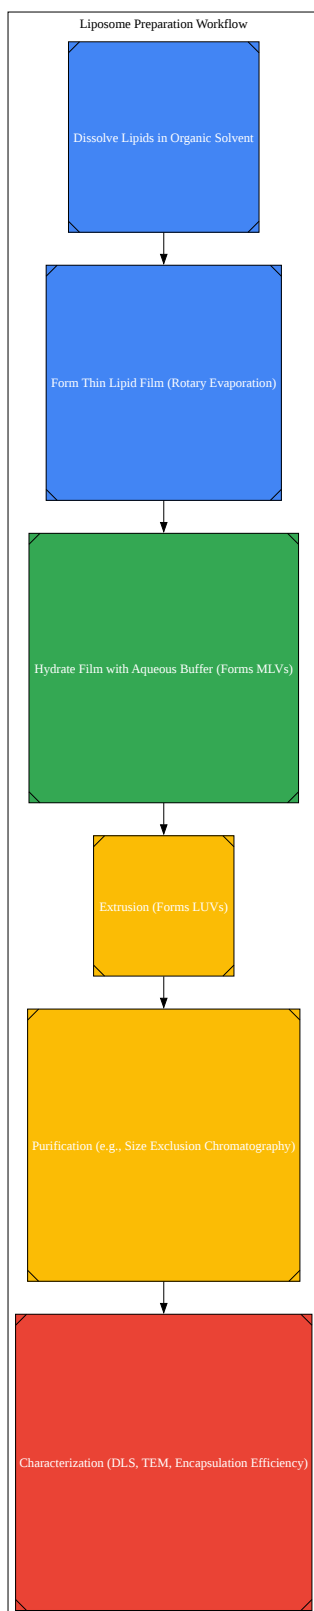 Liposome Preparation Workflow
Dissolve Lipids in Organic Solvent
Form Thin Lipid Film (Rotary Evaporation)
Hydrate Film with Aqueous Buffer (Forms MLVs)
Extrusion (Forms LUVs)
Purification (e.g., Size Exclusion Chromatography)
Characterization (DLS, TEM, Encapsulation Efficiency)